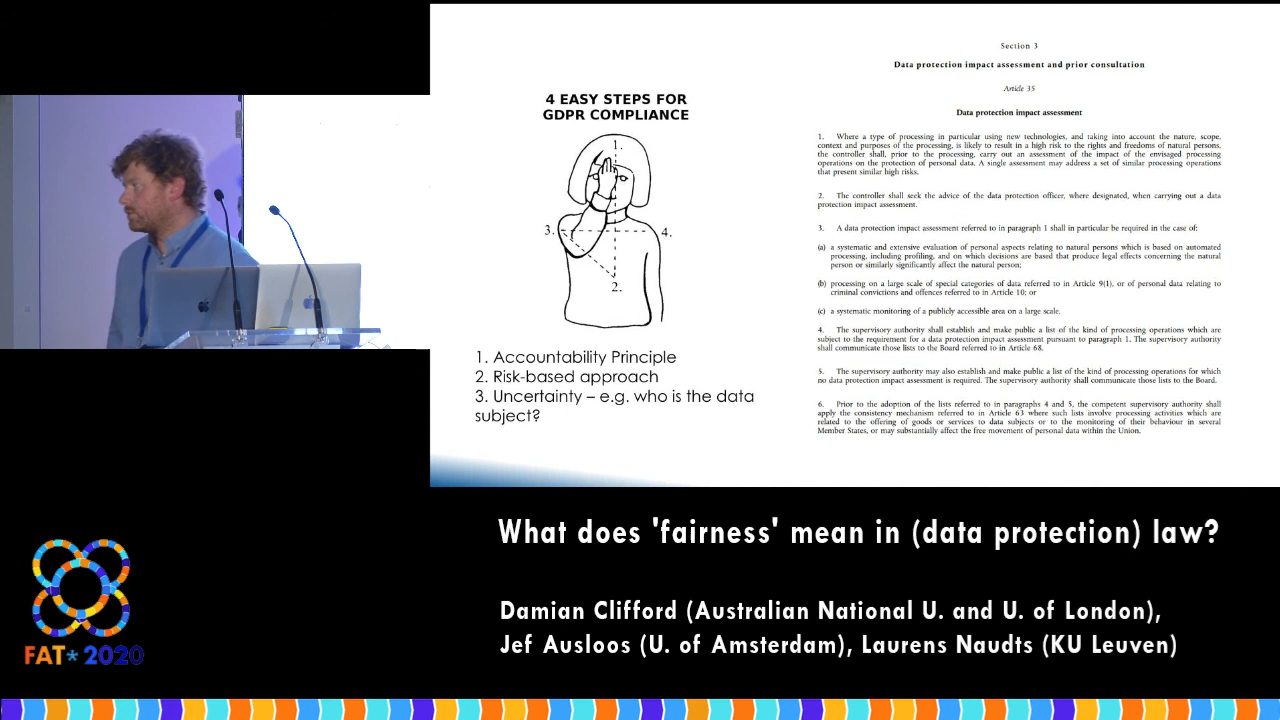 4 EASY STEPS FOR
GDPR COMPLIANCE
1.
3.
4.
2.
1. Accountability Principle
2. Risk-based approach
3. Uncertainty – e.g. who is the data
subject?
Section 3
Data protection impact assessment and prior consultation
Article 35
Data protection impact assessment
1. Where a type of processing in particular using new technologies, and taking into account the nature, scope,
context and purposes of the processing, is likely to result in a high risk to the rights and freedoms of natural persons,
the controller shall, prior to the processing, carry out an assessment of the impact of the envisaged processing
operations on the protection of personal data. A single assessment may address a set of similar processing operations
that present similar high risks.
2. The controller shall seek the advice of the data protection officer, where designated, when carrying out a data
protection impact assessment.
3. A data protection impact assessment referred to in paragraph 1 shall in particular be required in the case of:
(a) a systematic and extensive evaluation of personal aspects relating to natural persons which is based on automated
processing, including profiling, and on which decisions are based that produce legal effects concerning the natural
person or similarly significantly affect the natural person;
(b) processing on a large scale of special categories of data referred to in Article 9(1), or of personal data relating to
criminal convictions and offences referred to in Article 10; or
(c) a systematic monitoring of a publicly accessible area on a large scale.
4. The supervisory authority shall establish and make public a list of the kind of processing operations which are
subject to the requirement for a data protection impact assessment pursuant to paragraph 1. The supervisory authority
shall communicate those lists to the Board referred to in Article 68.
5. The supervisory authority may also establish and make public a list of the kind of processing operations for which
no data protection impact assessment is required. The supervisory authority shall communicate those lists to the Board.
6. Prior to the adoption of the lists referred to in paragraphs 4 and 5, the competent supervisory authority shall
apply the consistency mechanism referred to in Article 63 where such lists involve processing activities which are
related to the offering of goods or services to data subjects or to the monitoring of their behaviour in several
Member States, or may substantially affect the free movement of personal data within the Union.
What does 'fairness' mean in (data protection) law?
Damian Clifford (Australian National U. and U. of London),
Jef Ausloos (U. of Amsterdam), Laurens Naudts (KU Leuven)
FAT* 2020